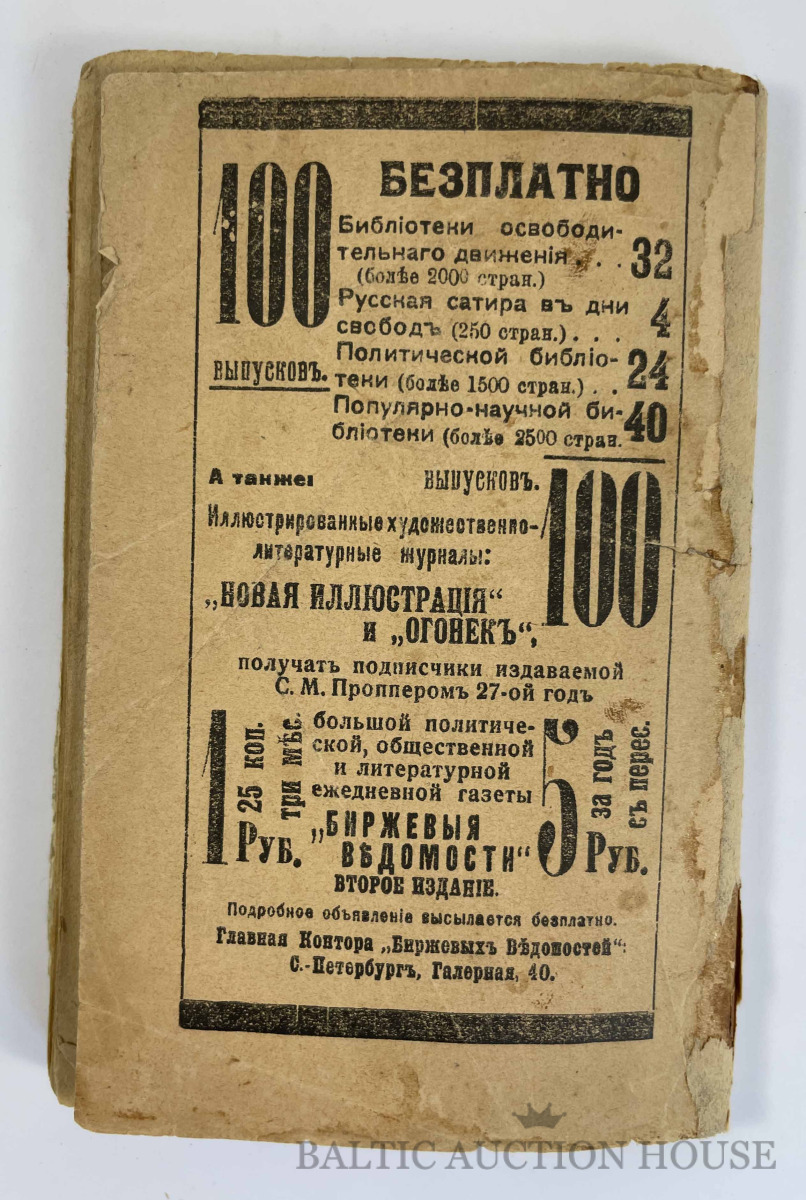 100
выпусковъ.
БЕЗПЛАТНО
Библіотеки освободи-
тельнаго движенія . . . 32
(болѣе 2000 стран.)
Русская сатира въ дни
свободъ (250 стран.) . . . 4
Политической библіо-
теки (болѣе 1500 стран.) . . 24
Популярно-научной би-
бліотеки (болѣе 2500 стран. 40
А также:
выпусковъ. 100
Иллюстрированные художественно-
литературные журналы:
„НОВАЯ ИЛЛЮСТРАЦІЯ“
и „ОГОНЕКЪ“,
получатъ подписчики издаваемой
С. М. Пропперомъ 27-ой годъ
1 Руб. 25 коп. три мѣс.
большой политиче-
ской, общественной
и литературной
ежедневной газеты
„БИРЖЕВЫЯ
ВѢДОМОСТИ“
ВТОРОЕ ИЗДАНІЕ.
5 Руб. за годъ съ перес.
Подробное объявленіе высылается безплатно.
Главная Контора „Биржевыхъ Вѣдомостей“:
С.-Петербургъ, Галерная, 40.
BALTIC AUCTION HOUSE